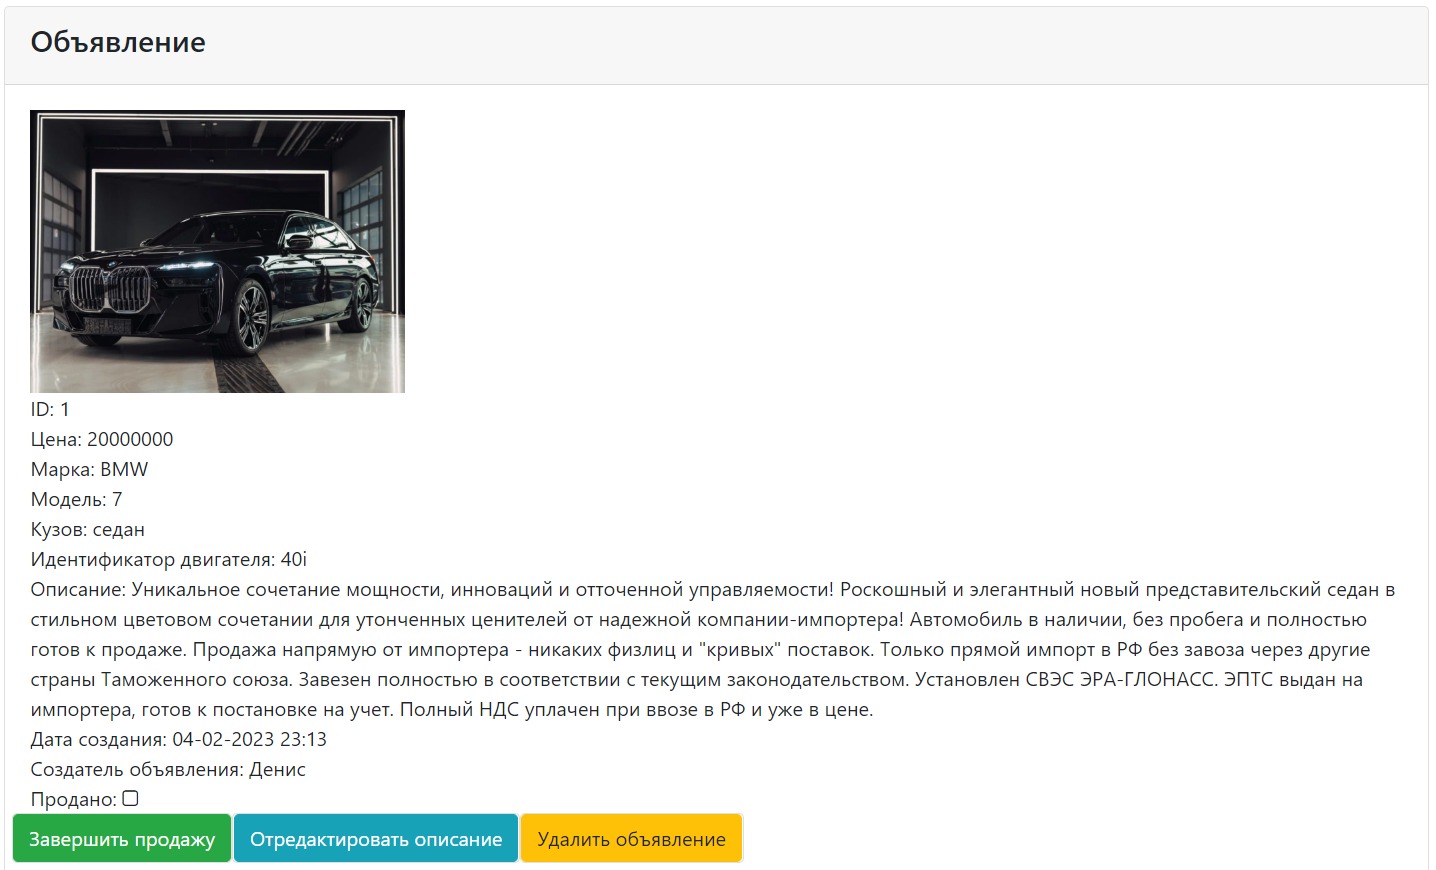 Объявление
ID: 1
Цена: 20000000
Марка: BMW
Модель: 7
Кузов: седан
Идентификатор двигателя: 40i
Описание: Уникальное сочетание мощности, инноваций и отточенной управляемости! Роскошный и элегантный новый представительский седан в
стильном цветовом сочетании для утонченных ценителей от надежной компании-импортера! Автомобиль в наличии, без пробега и полностью
готов к продаже. Продажа напрямую от импортера - никаких физлиц и "кривых" поставок. Только прямой импорт в РФ без завоза через другие
страны Таможенного союза. Завезен полностью в соответствии с текущим законодательством. Установлен СВЭС ЭРА-ГЛОНАСС. ЭПТС выдан на
импортера, готов к постановке на учет. Полный НДС уплачен при ввозе в РФ и уже в цене.
Дата создания: 04-02-2023 23:13
Создатель объявления: Денис
Продано:
Завершить продажу Отредактировать описание Удалить объявление